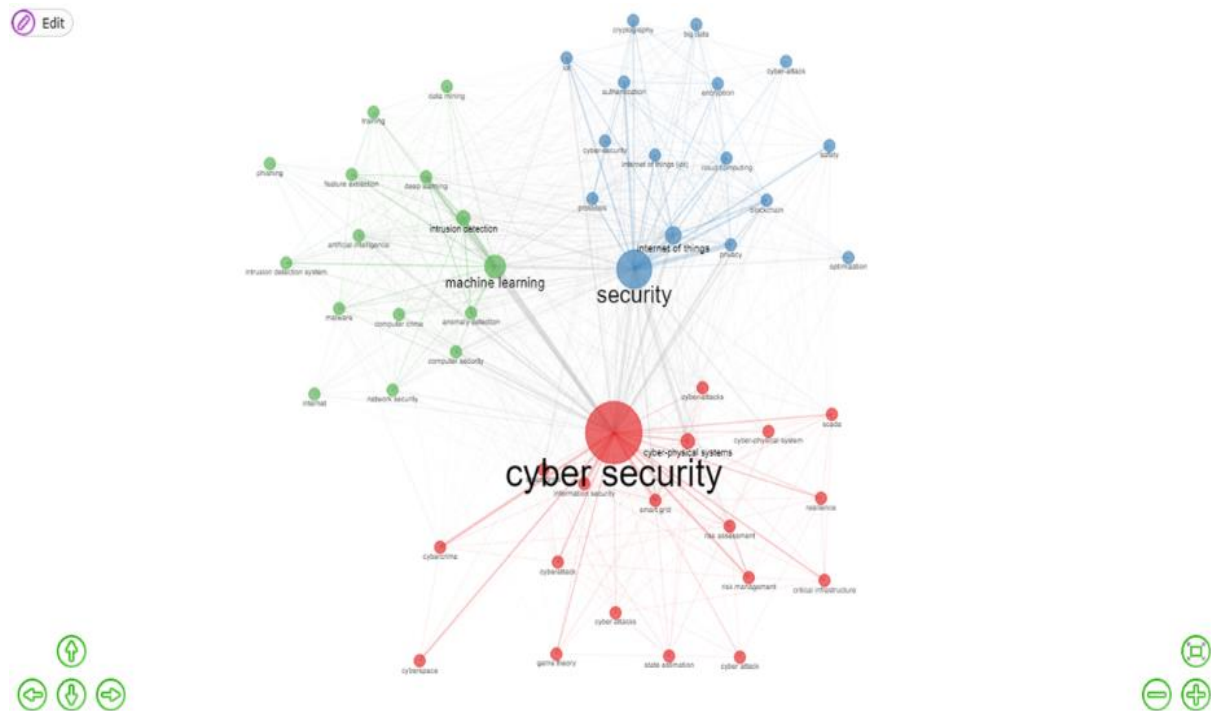 Edit
cryptography
big data
cyber-attack
data mining
authentication
encryption
training
cyber-security
safety
internet of things (iot)
cloud computing
phishing
feature extraction
deep learning
protocols
blockchain
intrusion detection
artificial intelligence
internet of things
privacy
optimization
intrusion detection system
machine learning
security
malware
computer crime
anomaly detection
computer security
internet
network security
cyber-attacks
scada
cyber-physical system
cyber-physical systems
cyber security
information security
smart grid
resilience
risk assessment
cybercrime
cyberattack
risk management
critical infrastructure
cyber attacks
cyberspace
game theory
state estimation
cyber attack